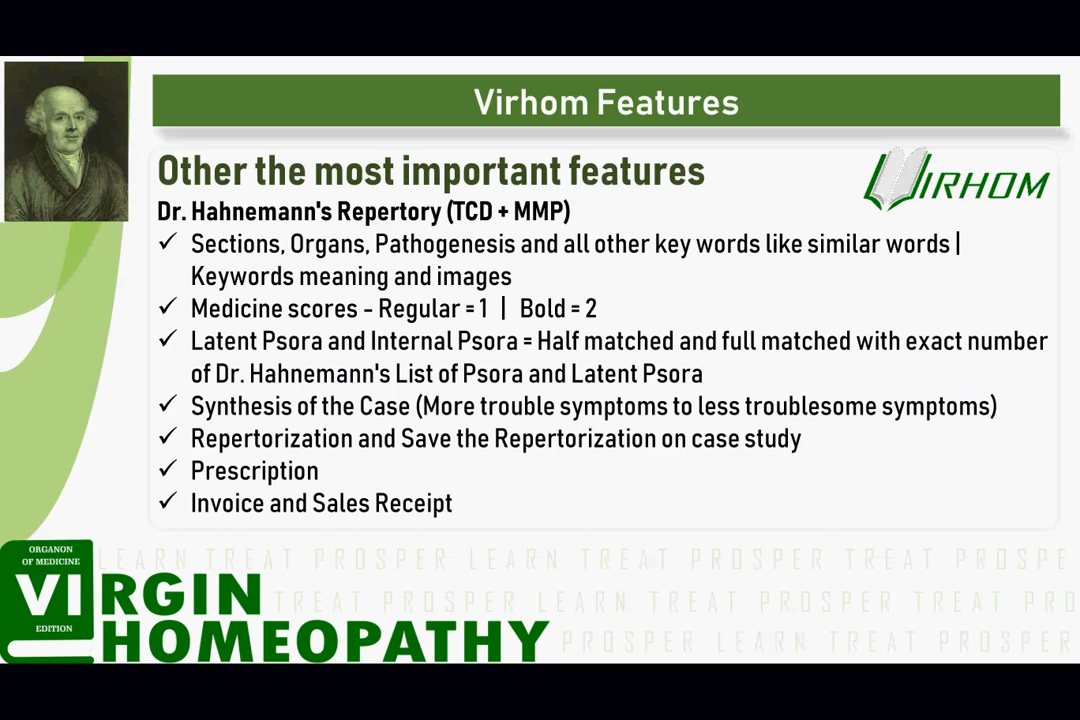 Virhom Features
Other the most important features
VIRHOM
Dr. Hahnemann's Repertory (TCD + MMP)
✓ Sections, Organs, Pathogenesis and all other key words like similar words |
Keywords meaning and images
✓ Medicine scores - Regular = 1 | Bold = 2
✓ Latent Psora and Internal Psora = Half matched and full matched with exact number
of Dr. Hahnemann's List of Psora and Latent Psora
✓ Synthesis of the Case (More trouble symptoms to less troublesome symptoms)
✓ Repertorization and Save the Repertorization on case study
✓ Prescription
✓ Invoice and Sales Receipt
LEARN TREAT PROSPER LEARN TREAT PROSPER TREAT PROSPE
TREAT PROSPER LEARN TREAT PROSPER TREAT PRO
PROSPER LEARN TREAT PROSPER
ORGANON
OF MEDICINE
VIRGIN
EDITION
HOMEOPATHY